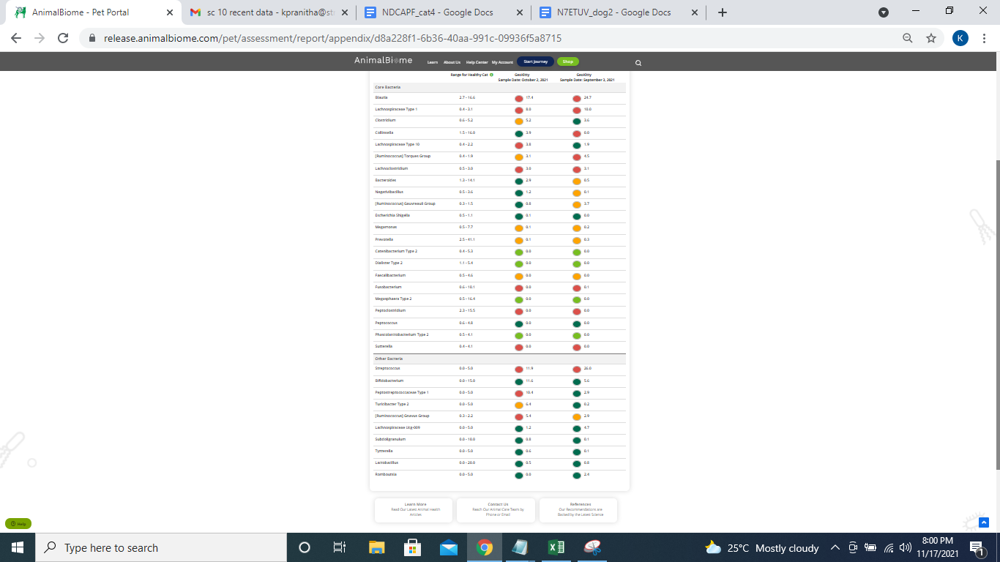 AnimalBiome - Pet Portal
sc 10 recent data - kpranitha@st
NDCAPF_cat4 - Google Docs
N7ETUV_dog2 - Google Docs
release.animalbiome.com/pet/assessment/report/appendix/d8a228f1-6b36-40aa-991c-09936f5a8715
K
AnimalBiome Learn About Us Help Center My Account Start Journey Shop
Range for Healthy Cat GeoKitty GeoKitty
Sample Date: October 2, 2021 Sample Date: September 3, 2021
Core Bacteria
Blautia 2.7 - 16.6 17.4 24.7
Lachnospiraceae Type 1 0.4 - 3.1 8.0 10.0
Clostridium 0.6 - 5.2 5.2 3.6
Collinsella 1.5 - 16.0 3.9 0.0
Lachnospiraceae Type 10 0.4 - 2.2 3.8 1.9
[Ruminococcus] Torques Group 0.4 - 1.9 3.1 4.5
Lachnoclostridium 0.5 - 3.0 3.0 3.1
Bacteroides 1.3 - 14.1 2.9 0.5
Negativibacillus 0.5 - 3.6 1.2 0.1
[Ruminococcus] Gauvreauii Group 0.3 - 1.5 0.8 3.7
Escherichia Shigella 0.5 - 1.1 0.1 0.0
Megamonas 0.5 - 7.7 0.1 0.2
Prevotella 2.5 - 41.1 0.1 0.3
Catenibacterium Type 2 0.4 - 5.3 0.0 0.0
Dialister Type 2 1.1 - 5.4 0.0 0.0
Faecalibacterium 0.5 - 4.6 0.0 0.0
Fusobacterium 0.6 - 10.1 0.0 0.1
Megasphaera Type 2 0.5 - 16.4 0.0 0.0
Peptoclostridium 2.3 - 15.5 0.0 0.0
Peptococcus 0.6 - 4.8 0.0 0.0
Phascolarctobacterium Type 2 0.5 - 4.1 0.0 0.0
Sutterella 0.4 - 4.1 0.0 0.0
Other Bacteria
Streptococcus 0.0 - 5.0 11.9 26.0
Bifidobacterium 0.0 - 15.0 11.6 5.6
Peptostreptococcaceae Type 1 0.0 - 5.0 10.4 2.9
Turicibacter Type 2 0.0 - 5.0 6.4 0.2
[Ruminococcus] Gnavus Group 0.3 - 2.2 5.4 2.9
Lachnospiraceae Ucg-009 0.0 - 5.0 1.2 4.7
Subdoligranulum 0.0 - 10.0 0.8 0.1
Tyzzerella 0.0 - 5.0 0.6 0.1
Lactobacillus 0.0 - 20.0 0.5 0.8
Romboutsia 0.0 - 5.0 0.0 2.4
Learn More
Read Our Latest Animal Health
Articles
Contact Us
Reach Our Animal Care Team by
Phone or Email
References
Our Recommendations are
Backed by the Latest Science
Help
Type here to search
25°C Mostly cloudy
8:00 PM
11/17/2021
1